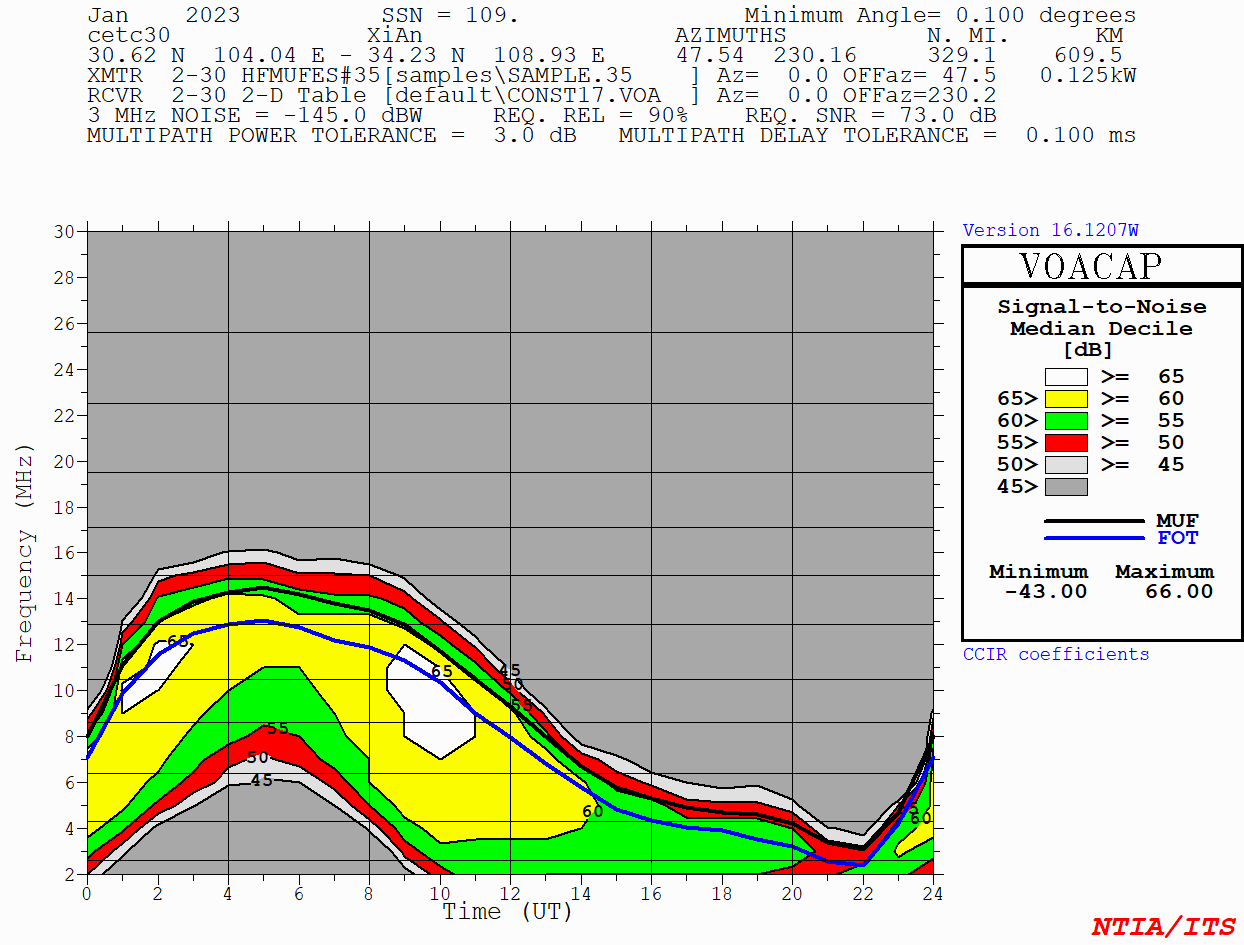 Jan 2023 SSN = 109. Minimum Angle= 0.100 degrees
cetc30 XiAn AZIMUTHS N. MI. KM
30.62 N 104.04 E - 34.23 N 108.93 E 47.54 230.16 329.1 609.5
XMTR 2-30 HFMUFES#35[samples\SAMPLE.35 ] Az= 0.0 OFFaz= 47.5 0.125kW
RCVR 2-30 2-D Table [default\CONST17.VOA ] Az= 0.0 OFFaz=230.2
3 MHz NOISE = -145.0 dBW REQ. REL = 90% REQ. SNR = 73.0 dB
MULTIPATH POWER TOLERANCE = 3.0 dB MULTIPATH DELAY TOLERANCE = 0.100 ms
Version 16.1207W
VOACAP
Signal-to-Noise
Median Decile
[dB]
>= 65
65> >= 60
60> >= 55
55> >= 50
50> >= 45
45>
MUF
FOT
Minimum Maximum
-43.00 66.00
CCIR coefficients
Frequency (MHz)
30
28
26
24
22
20
18
16
14
12
10
8
6
4
2
65
65
45
50
55
55
50
45
60
5
60
0 2 4 6 8 10 12 14 16 18 20 22 24
Time (UT)
NTIA/ITS